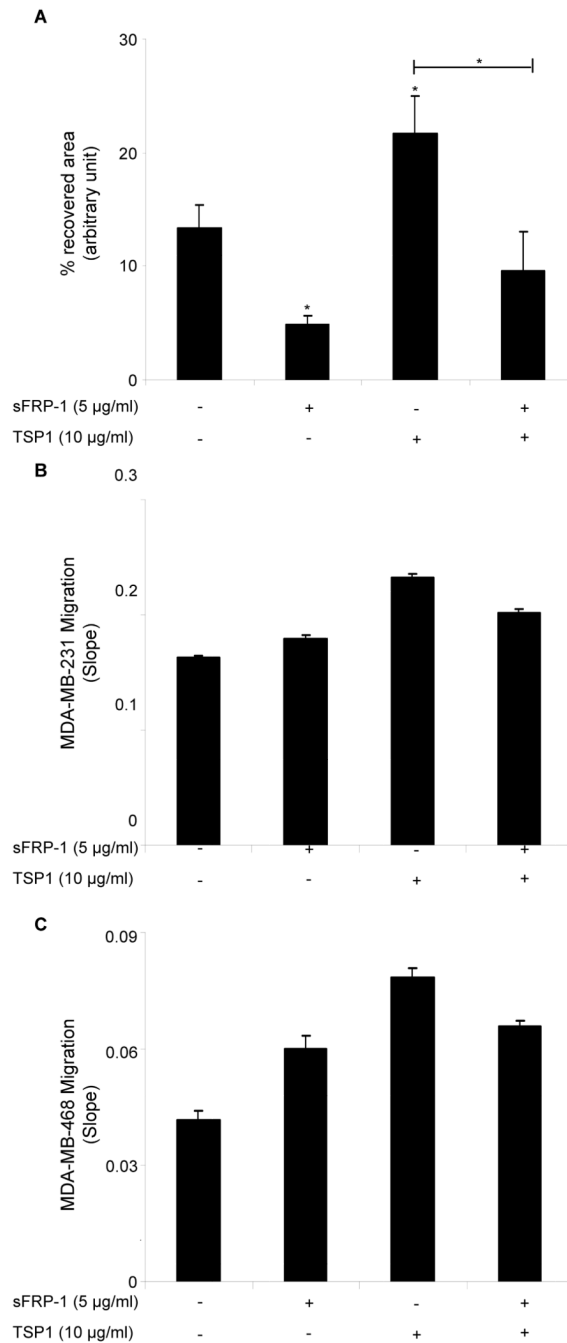 A
30
20
10
0
% recovered area
(arbitrary unit)
*
*
*
sFRP-1 (5 µg/ml) - + - +
TSP1 (10 µg/ml) - - + +
B
0.3
0.2
0.1
0
MDA-MB-231 Migration
(Slope)
sFRP-1 (5 µg/ml) - + - +
TSP1 (10 µg/ml) - - + +
C
0.09
0.06
0.03
0
MDA-MB-468 Migration
(Slope)
sFRP-1 (5 µg/ml) - + - +
TSP1 (10 µg/ml) - - + +